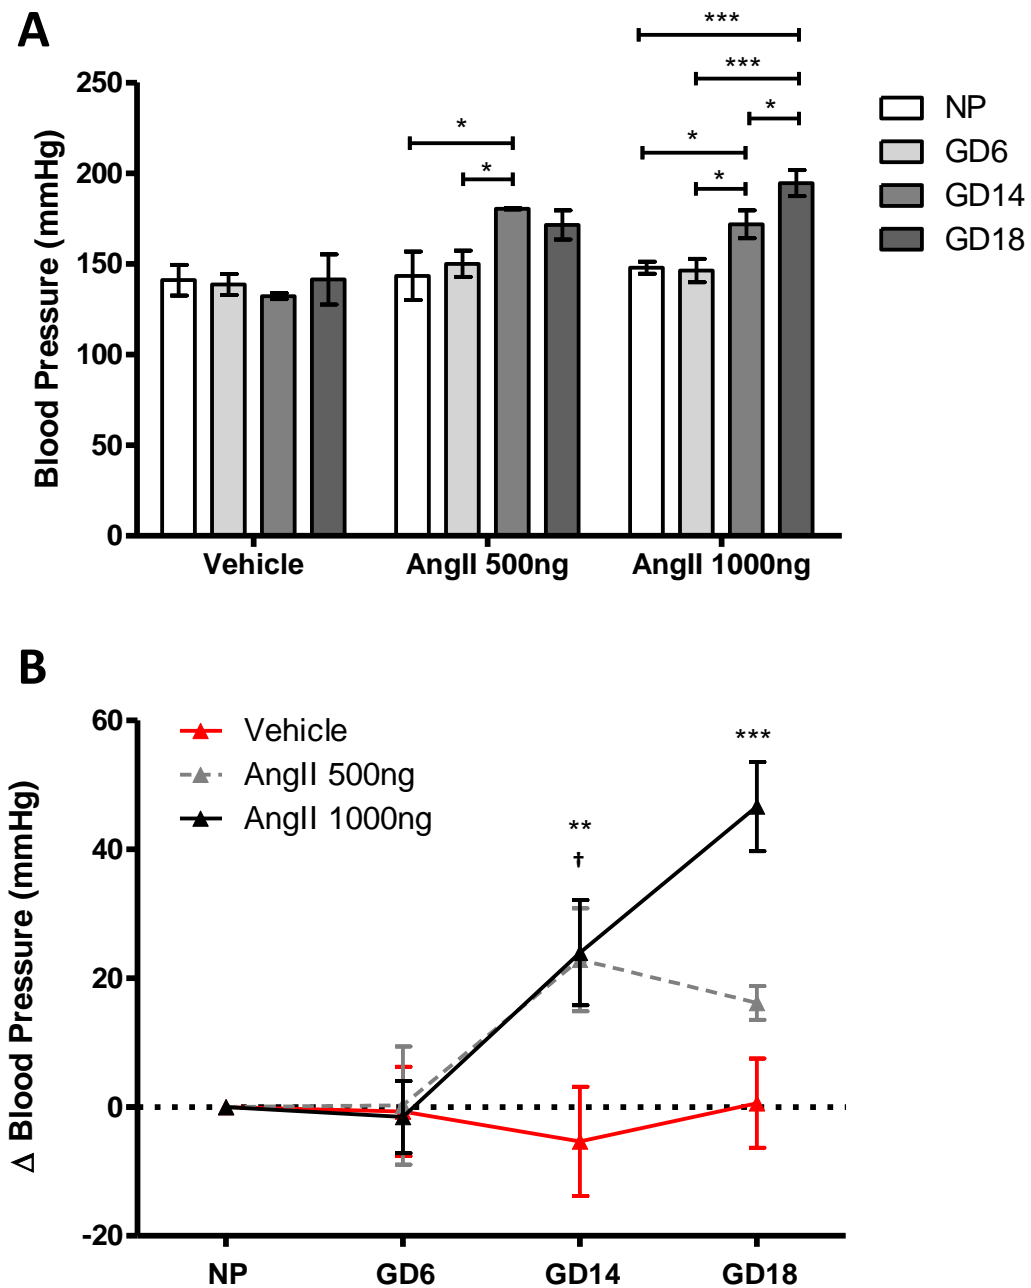 A
***
***
*
*
*
*
*
250
200
150
100
50
0
Blood Pressure (mmHg)
Vehicle
AngII 500ng
AngII 1000ng
NP
GD6
GD14
GD18
B
60
40
20
0
-20
Δ Blood Pressure (mmHg)
Vehicle
AngII 500ng
AngII 1000ng
**
†
***
NP
GD6
GD14
GD18